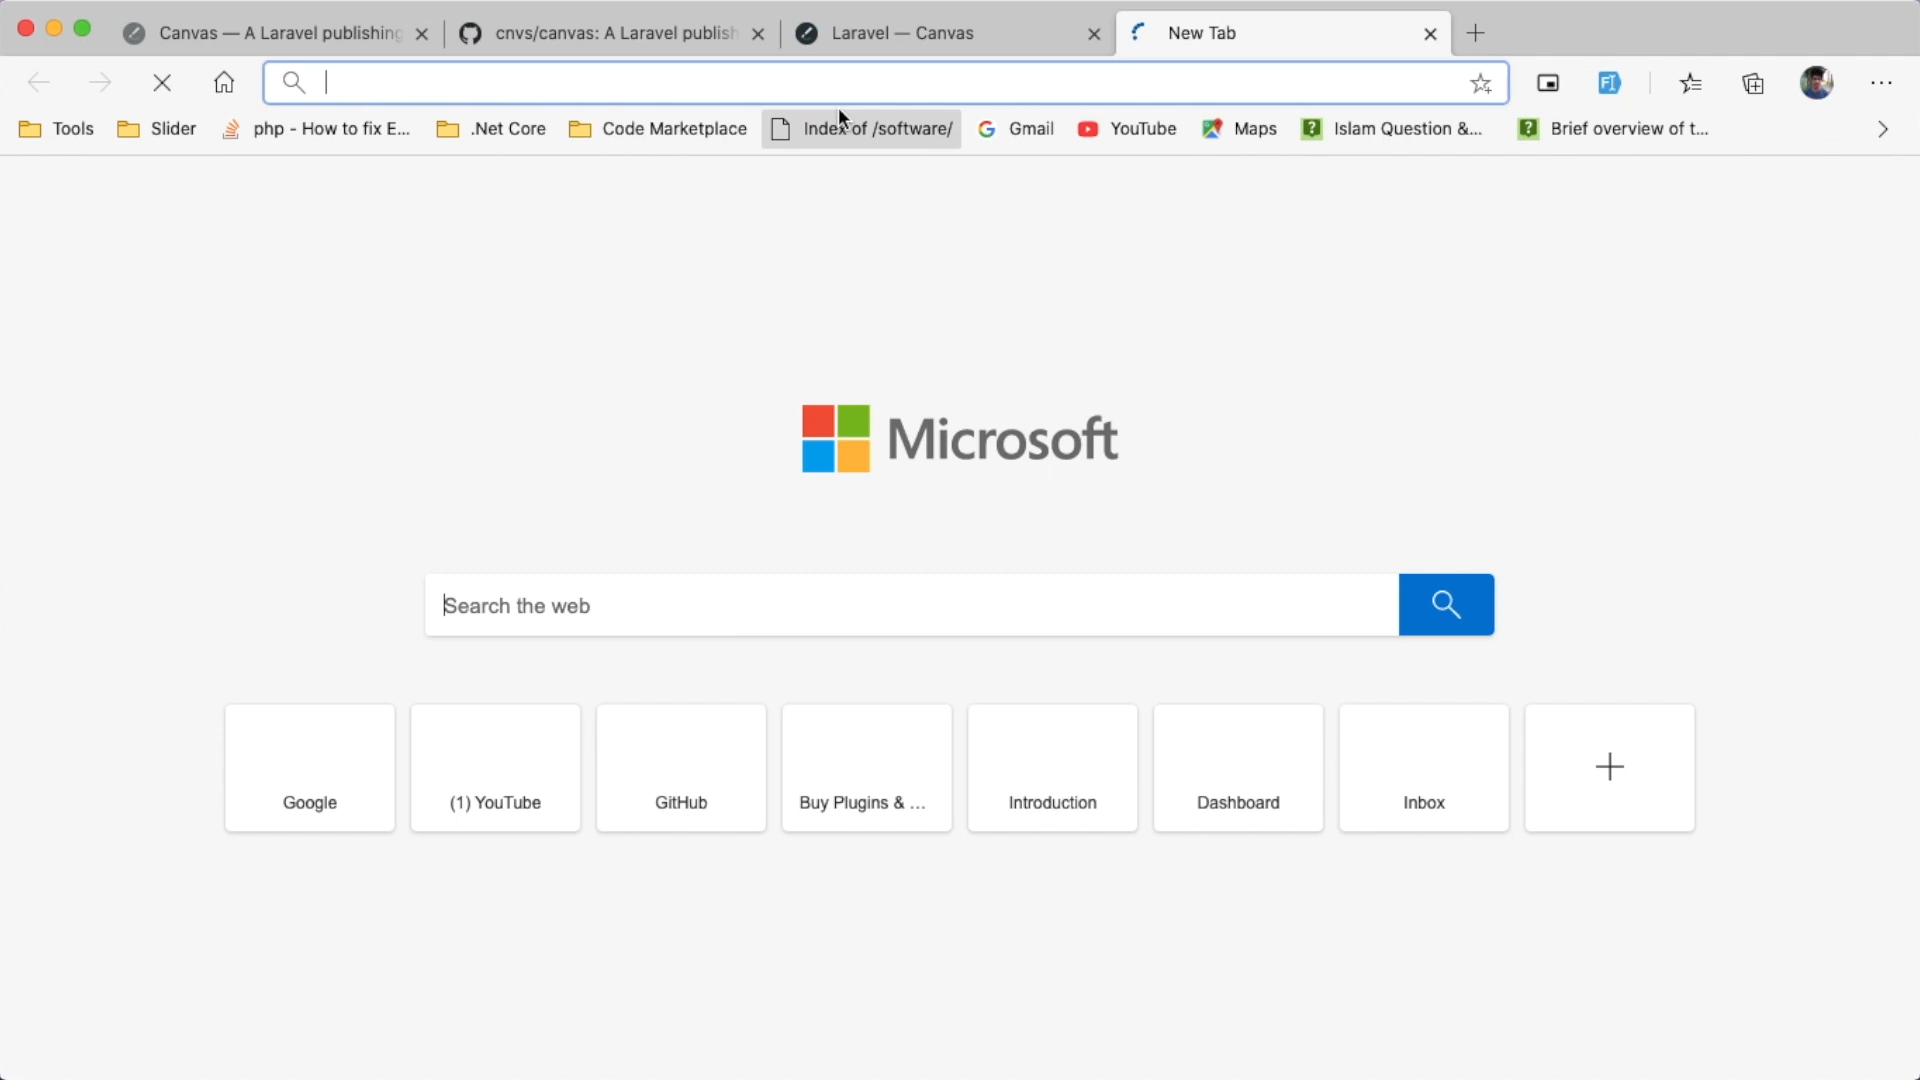 Canvas — A Laravel publishing
cnvs/canvas: A Laravel publish
Laravel — Canvas
New Tab
Tools
Slider
php - How to fix E...
.Net Core
Code Marketplace
Index of /software/
Gmail
YouTube
Maps
Islam Question &...
Brief overview of t...
Microsoft
Search the web
Google
(1) YouTube
GitHub
Buy Plugins & ...
Introduction
Dashboard
Inbox